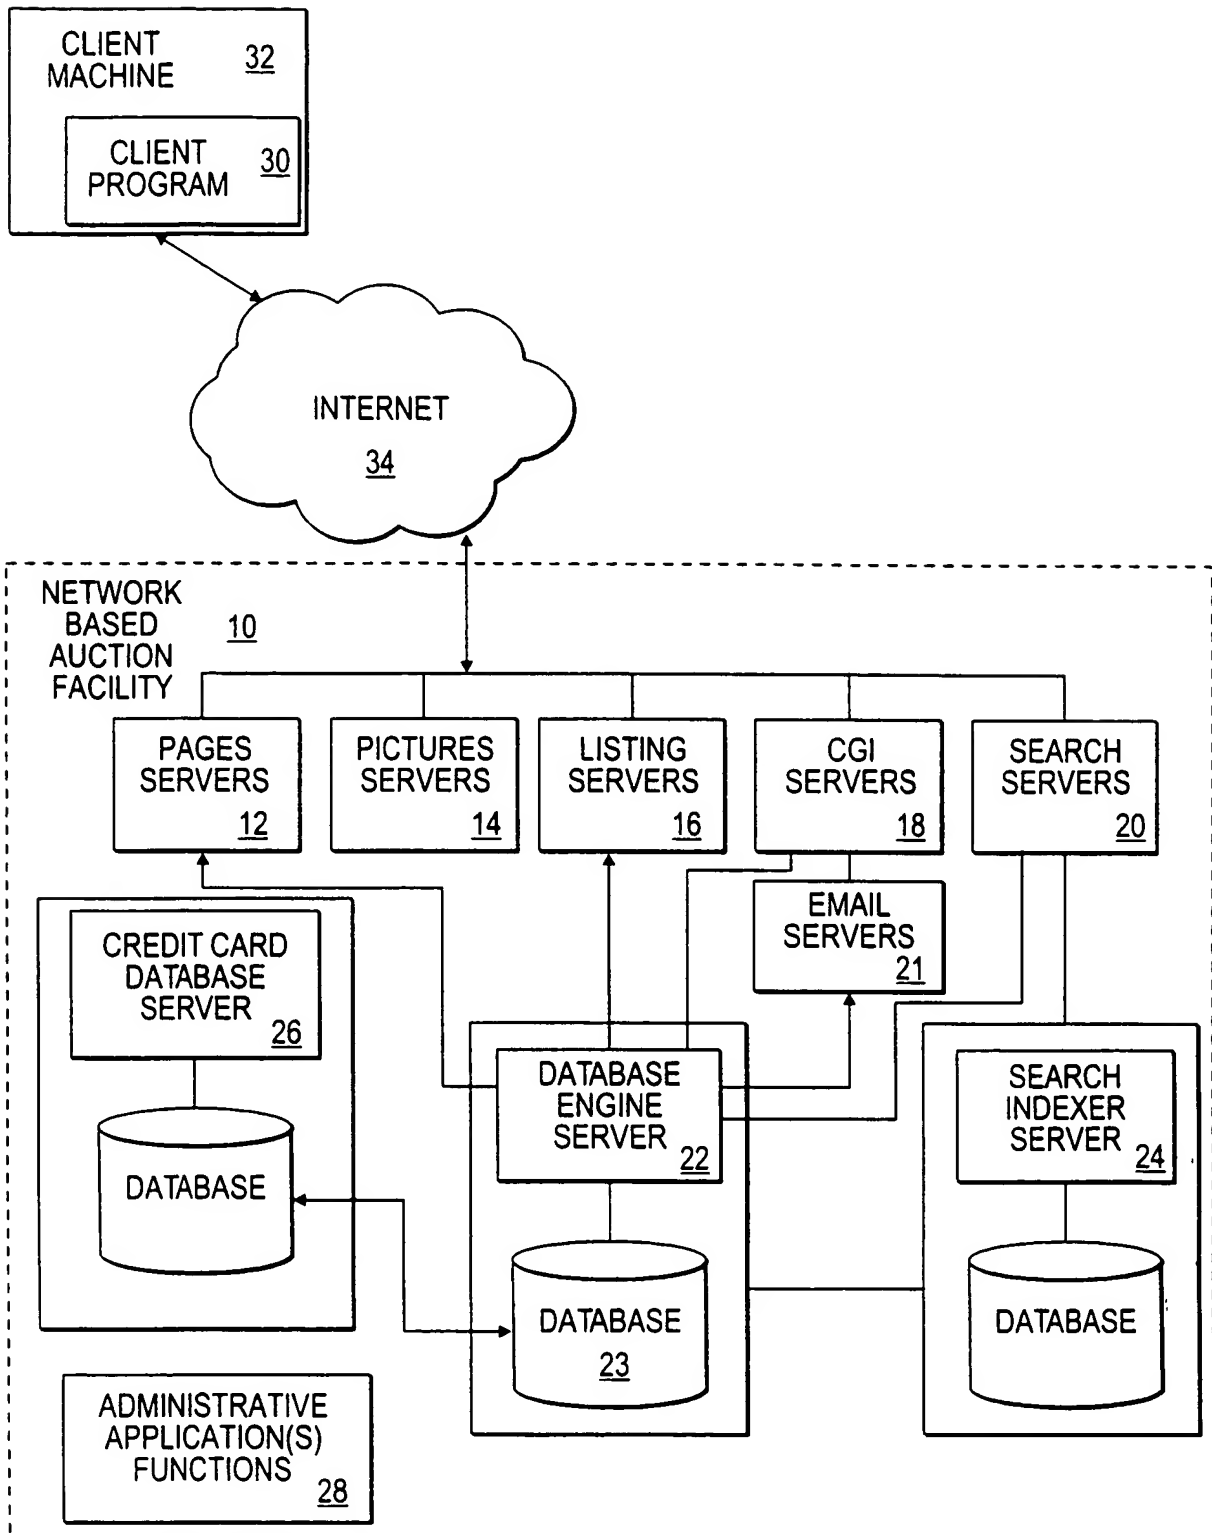 CLIENT
MACHINE
32
CLIENT
PROGRAM
30
INTERNET
34
NETWORK
BASED
AUCTION
FACILITY
10
PAGES
SERVERS
12
PICTURES
SERVERS
14
LISTING
SERVERS
16
CGI
SERVERS
18
SEARCH
SERVERS
20
EMAIL
SERVERS
21
CREDIT CARD
DATABASE
SERVER
26
DATABASE
DATABASE
ENGINE
SERVER
22
DATABASE
23
SEARCH
INDEXER
SERVER
24
DATABASE
ADMINISTRATIVE
APPLICATION(S)
FUNCTIONS
28